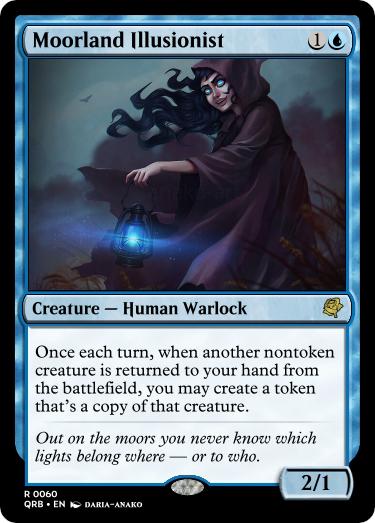 Moorland Illusionist 1
Creature — Human Warlock
Once each turn, when another nontoken
creature is returned to your hand from
the battlefield, you may create a token
that's a copy of that creature.
Out on the moors you never know which
lights belong where — or to who.
2/1
R 0060
QRB • EN DARIA-ANAKO